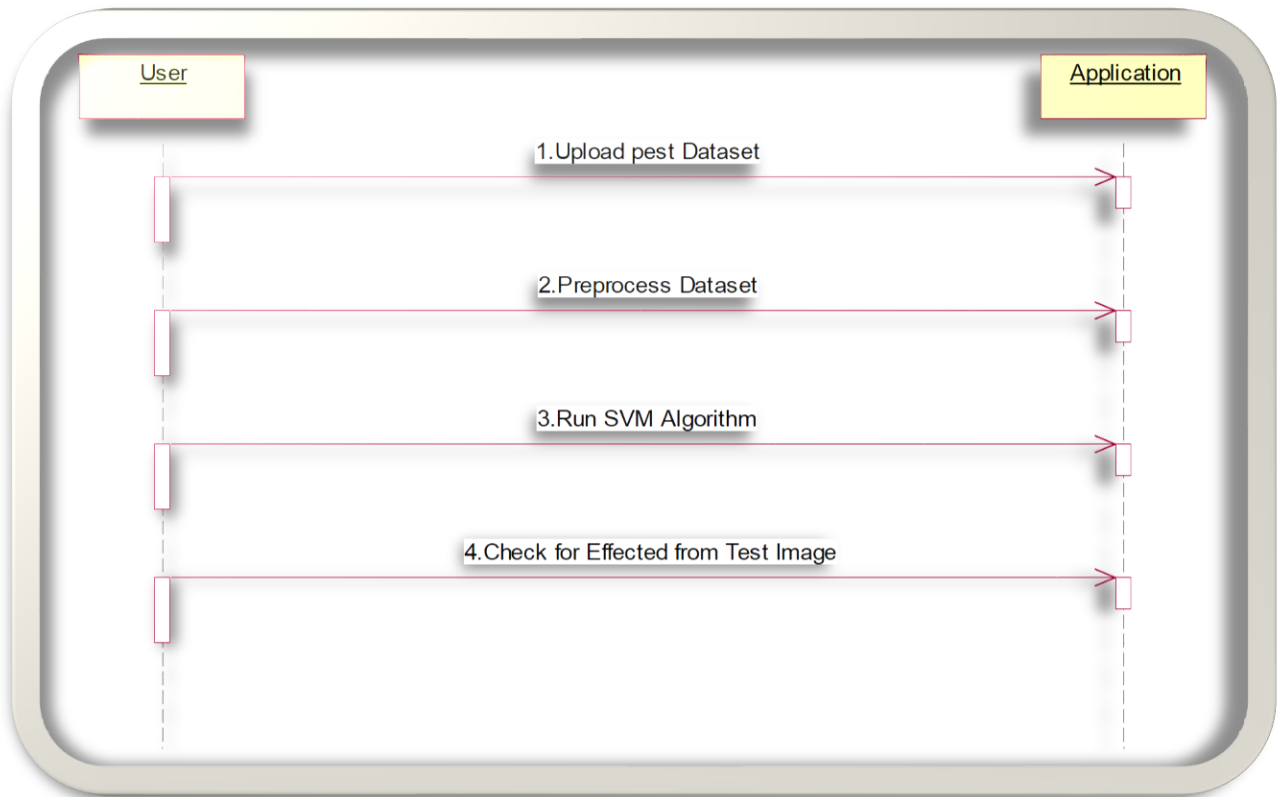 User
Application
1.Upload pest Dataset
2.Preprocess Dataset
3.Run SVM Algorithm
4.Check for Effected from Test Image